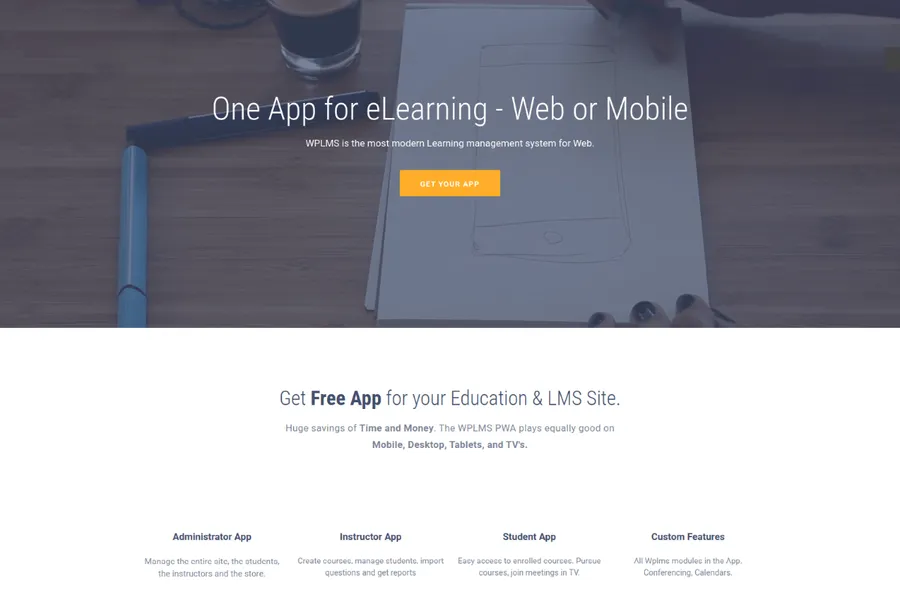 One App for eLearning - Web or Mobile
WPLMS is the most modern Learning management system for Web.
GET YOUR APP
Get Free App for your Education & LMS Site.
Huge savings of Time and Money. The WPLMS PWA plays equally good on
Mobile, Desktop, Tablets, and TV's.
Administrator App
Manage the entire site, the students,
the instructors and the store.
Instructor App
Create courses, manage students, import
questions and get reports
Student App
Easy access to enrolled courses. Pursue
courses, join meetings in TV.
Custom Features
All Wplms modules in the App.
Conferencing, Calendars.